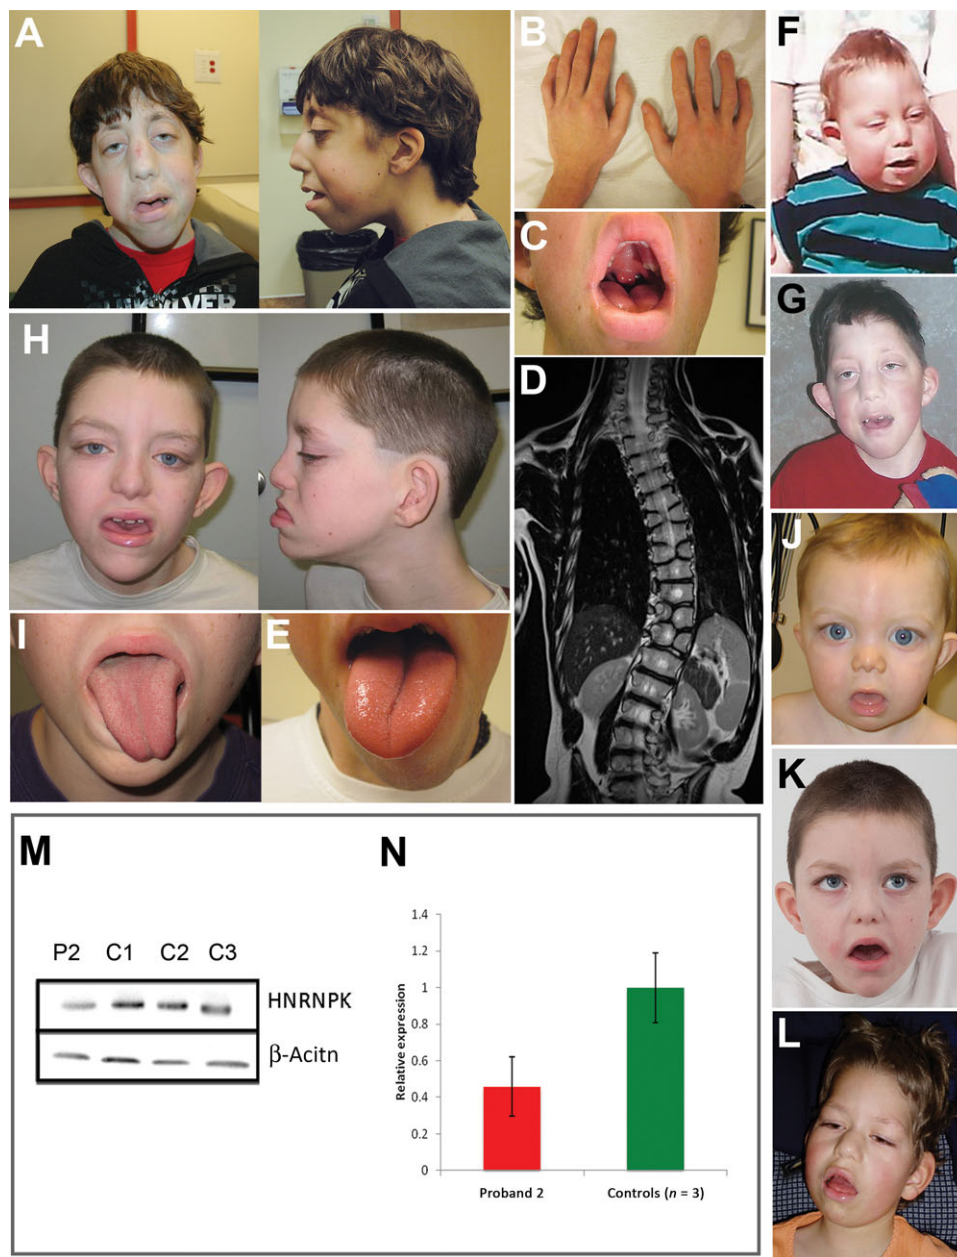 A
B
F
C
G
H
D
I
E
J
K
L
M
P2 C1 C2 C3
HNRNPK
β-Acitn
N
Relative expression
1.4
1.2
1
0.8
0.6
0.4
0.2
0
Proband 2
Controls (n = 3)